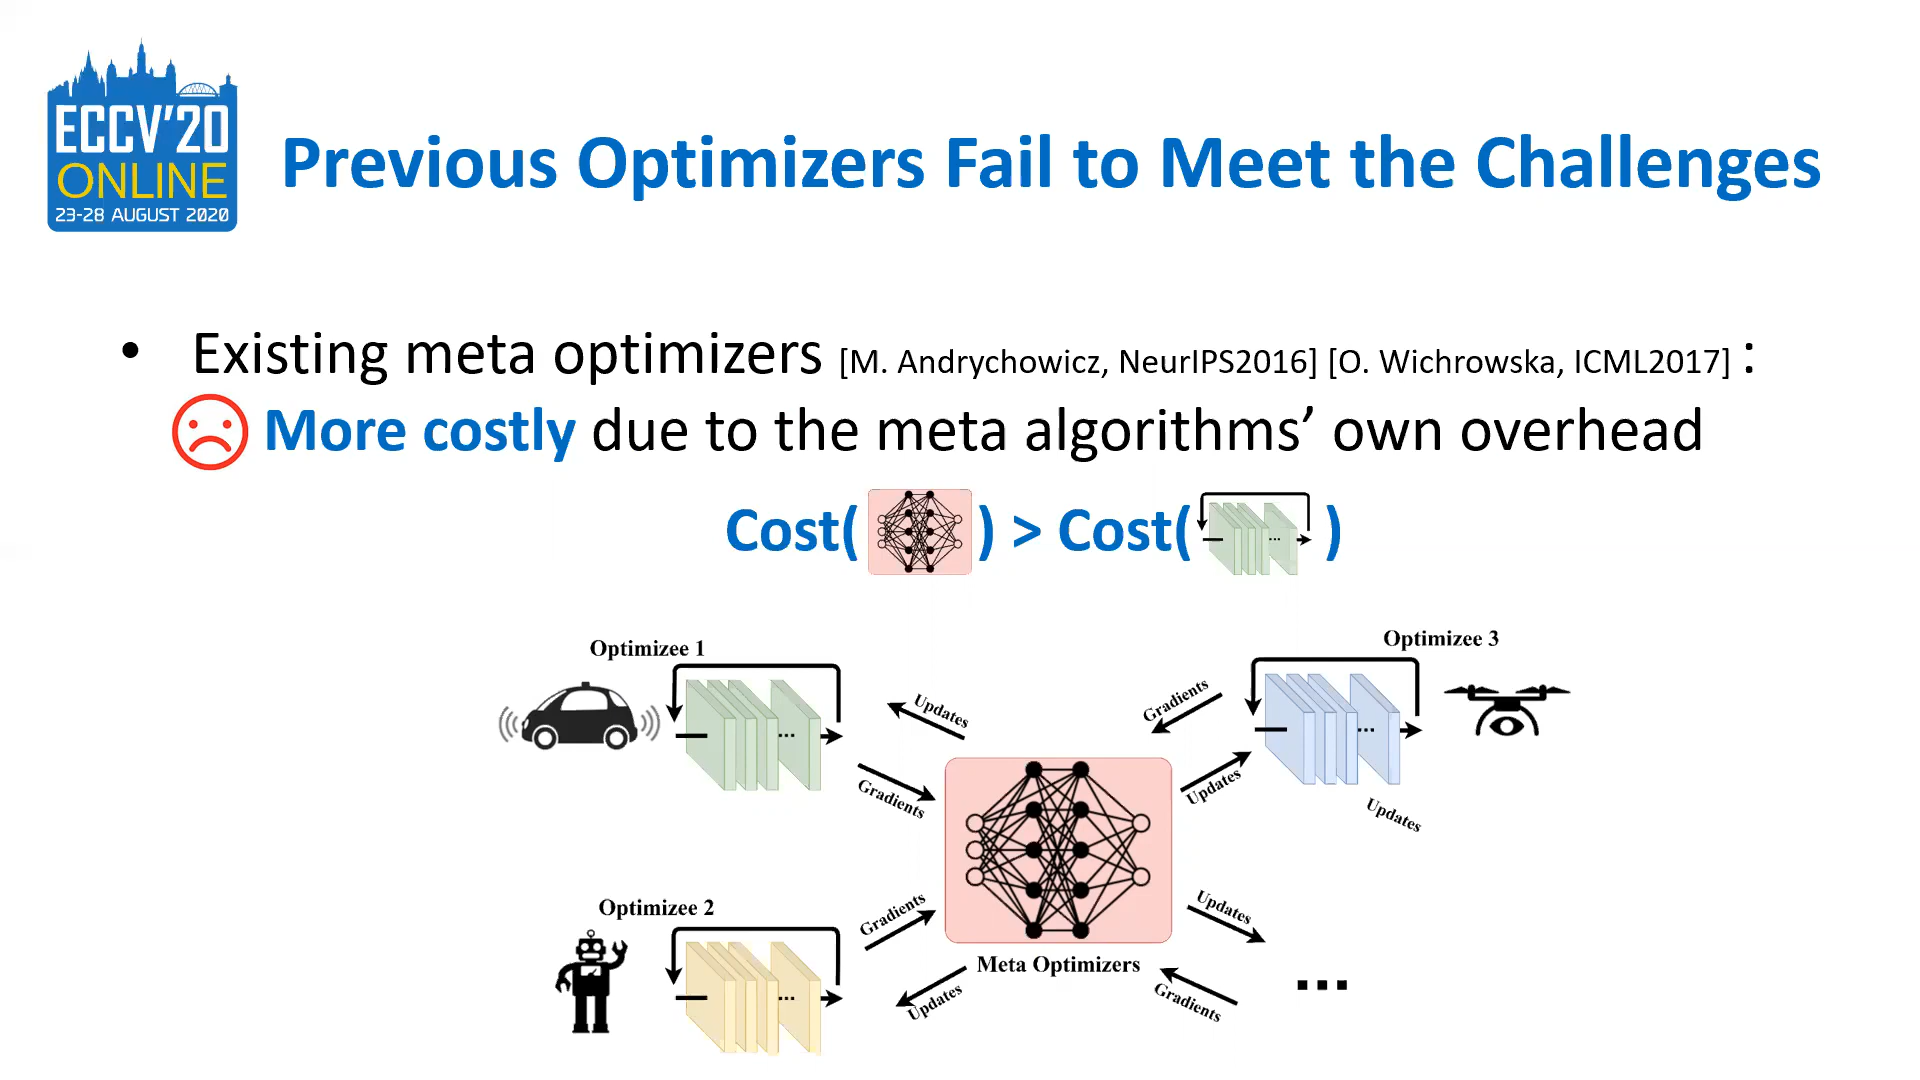 ECCV'20
ONLINE
23-28 AUGUST 2020
Previous Optimizers Fail to Meet the Challenges
• Existing meta optimizers [M. Andrychowicz, NeurIPS2016] [O. Wichrowska, ICML2017] :
More costly due to the meta algorithms’ own overhead
Cost( ) > Cost( ... )
Optimizee 1
...
Updates
Gradients
Optimizee 3
...
Gradients
Updates
Updates
Optimizee 2
...
Gradients
Updates
Meta Optimizers
Updates
Gradients
...